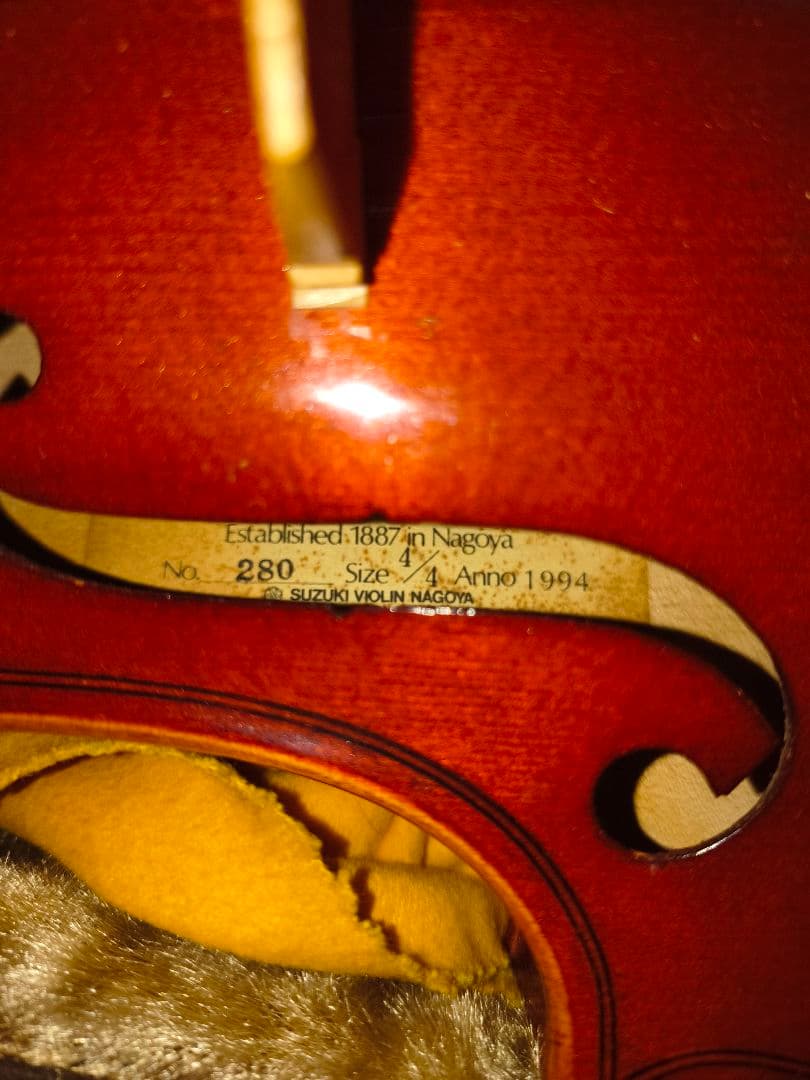 Established 1887 in Nagoya
No. 280 Size 4/4 Anno 1994
SUZUKI VIOLIN NAGOYA